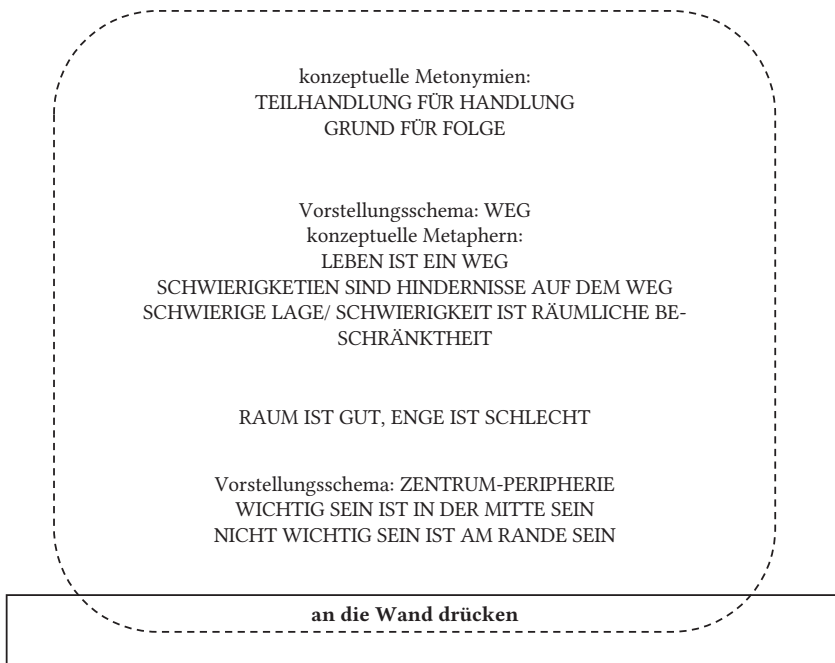 konzeptuelle Metonymien:
TEILHANDLUNG FÜR HANDLUNG
GRUND FÜR FOLGE
Vorstellungsschema: WEG
konzeptuelle Metaphern:
LEBEN IST EIN WEG
SCHWIERIGKETIEN SIND HINDERNISSE AUF DEM WEG
SCHWIERIGE LAGE/ SCHWIERIGKEIT IST RÄUMLICHE BE-
SCHRÄNKTHEIT
RAUM IST GUT, ENGE IST SCHLECHT
Vorstellungsschema: ZENTRUM-PERIPHERIE
WICHTIG SEIN IST IN DER MITTE SEIN
NICHT WICHTIG SEIN IST AM RANDE SEIN
an die Wand drücken